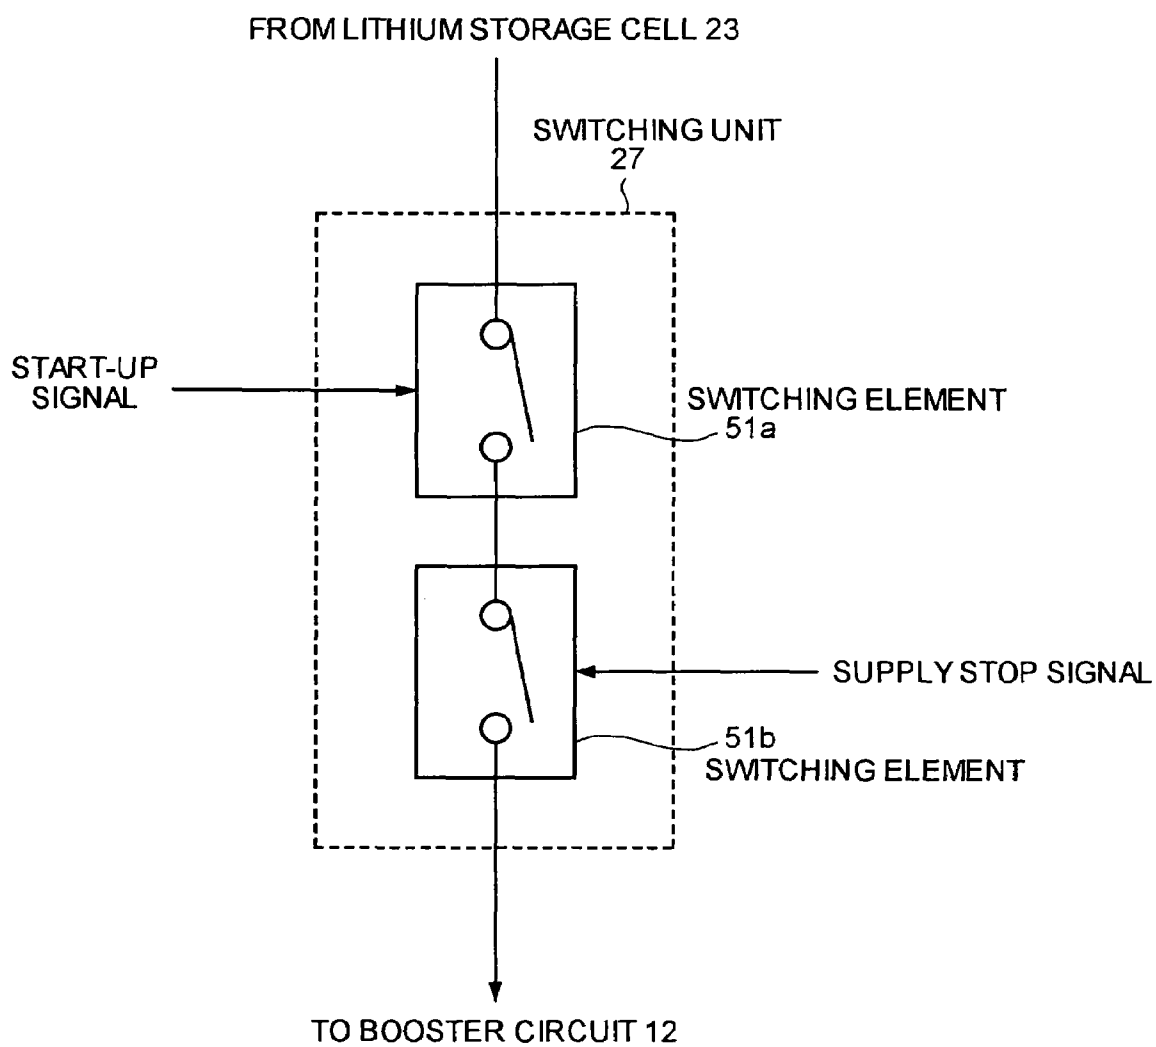 FROM LITHIUM STORAGE CELL 23
SWITCHING UNIT
27
START-UP
SIGNAL
SWITCHING ELEMENT
51a
SUPPLY STOP SIGNAL
51b
SWITCHING ELEMENT
TO BOOSTER CIRCUIT 12